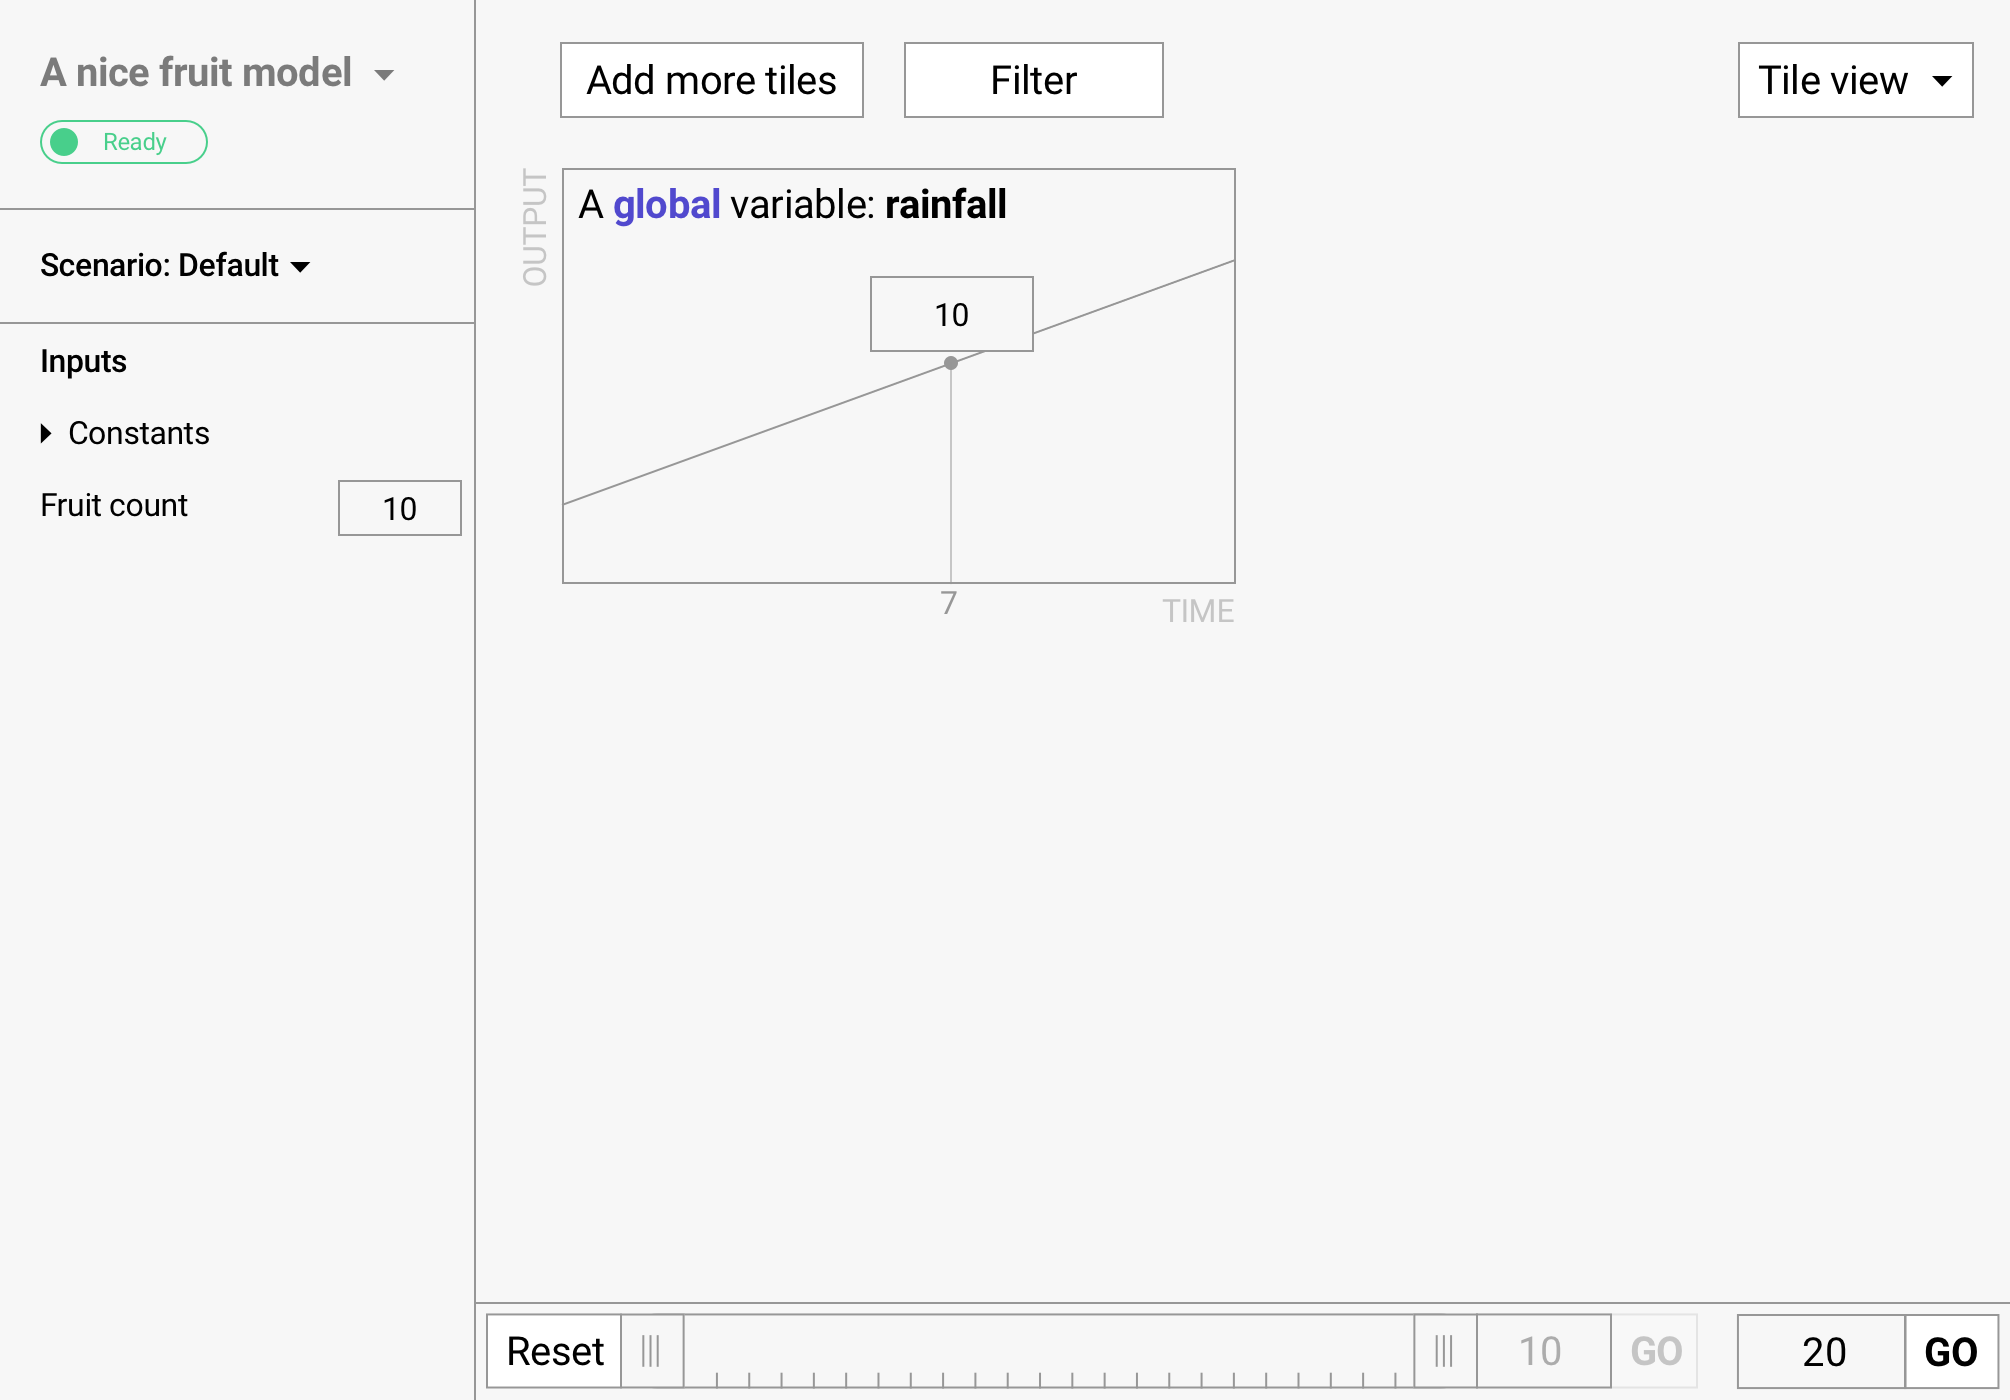 A nice fruit model
Ready
Scenario: Default
Inputs
Constants
Fruit count 10
Add more tiles Filter Tile view
OUTPUT
A global variable: rainfall
10
7
TIME
Reset 10 GO 20 GO